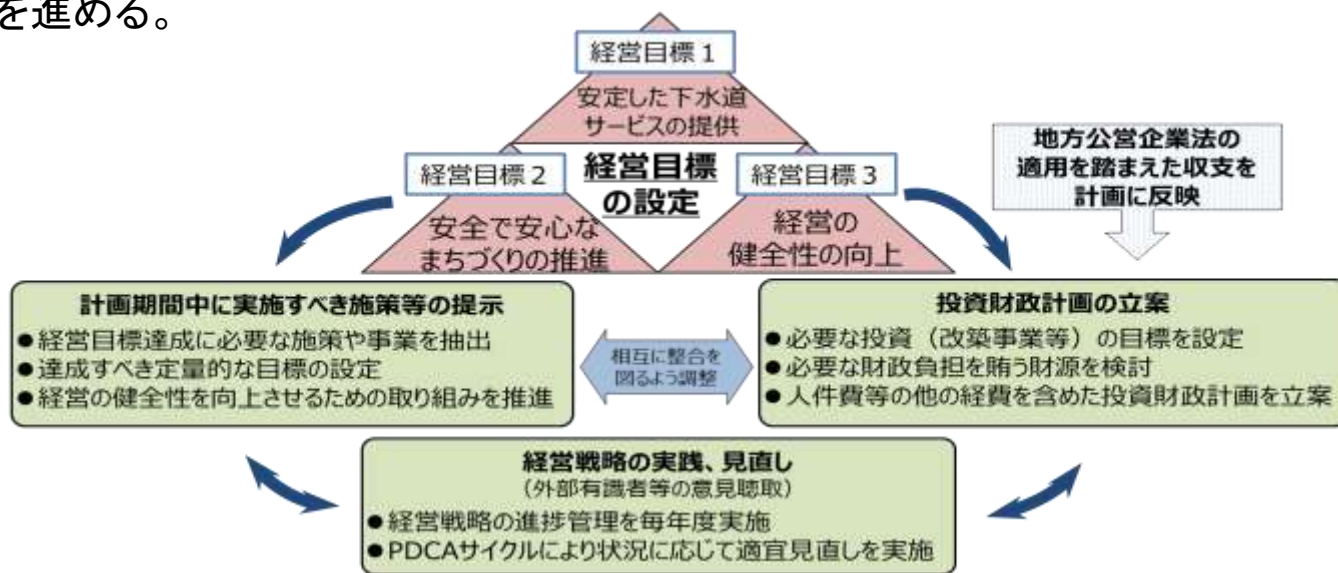 を進める。
経営目標１
安定した下水道
サービスの提供
経営目標２
経営目標
の設定
経営目標３
安全で安心な
まちづくりの推進
経営の
健全性の向上
地方公営企業法の
適用を踏まえた収支を
計画に反映
計画期間中に実施すべき施策等の提示
●経営目標達成に必要な施策や事業を抽出
●達成すべき定量的な目標の設定
●経営の健全性を向上させるための取り組みを推進
相互に整合を
図るよう調整
投資財政計画の立案
●必要な投資（改築事業等）の目標を設定
●必要な財政負担を賄う財源を検討
●人件費等の他の経費を含めた投資財政計画を立案
経営戦略の実践、見直し
（外部有識者等の意見聴取）
●経営戦略の進捗管理を毎年度実施
●PDCAサイクルにより状況に応じて適宜見直しを実施